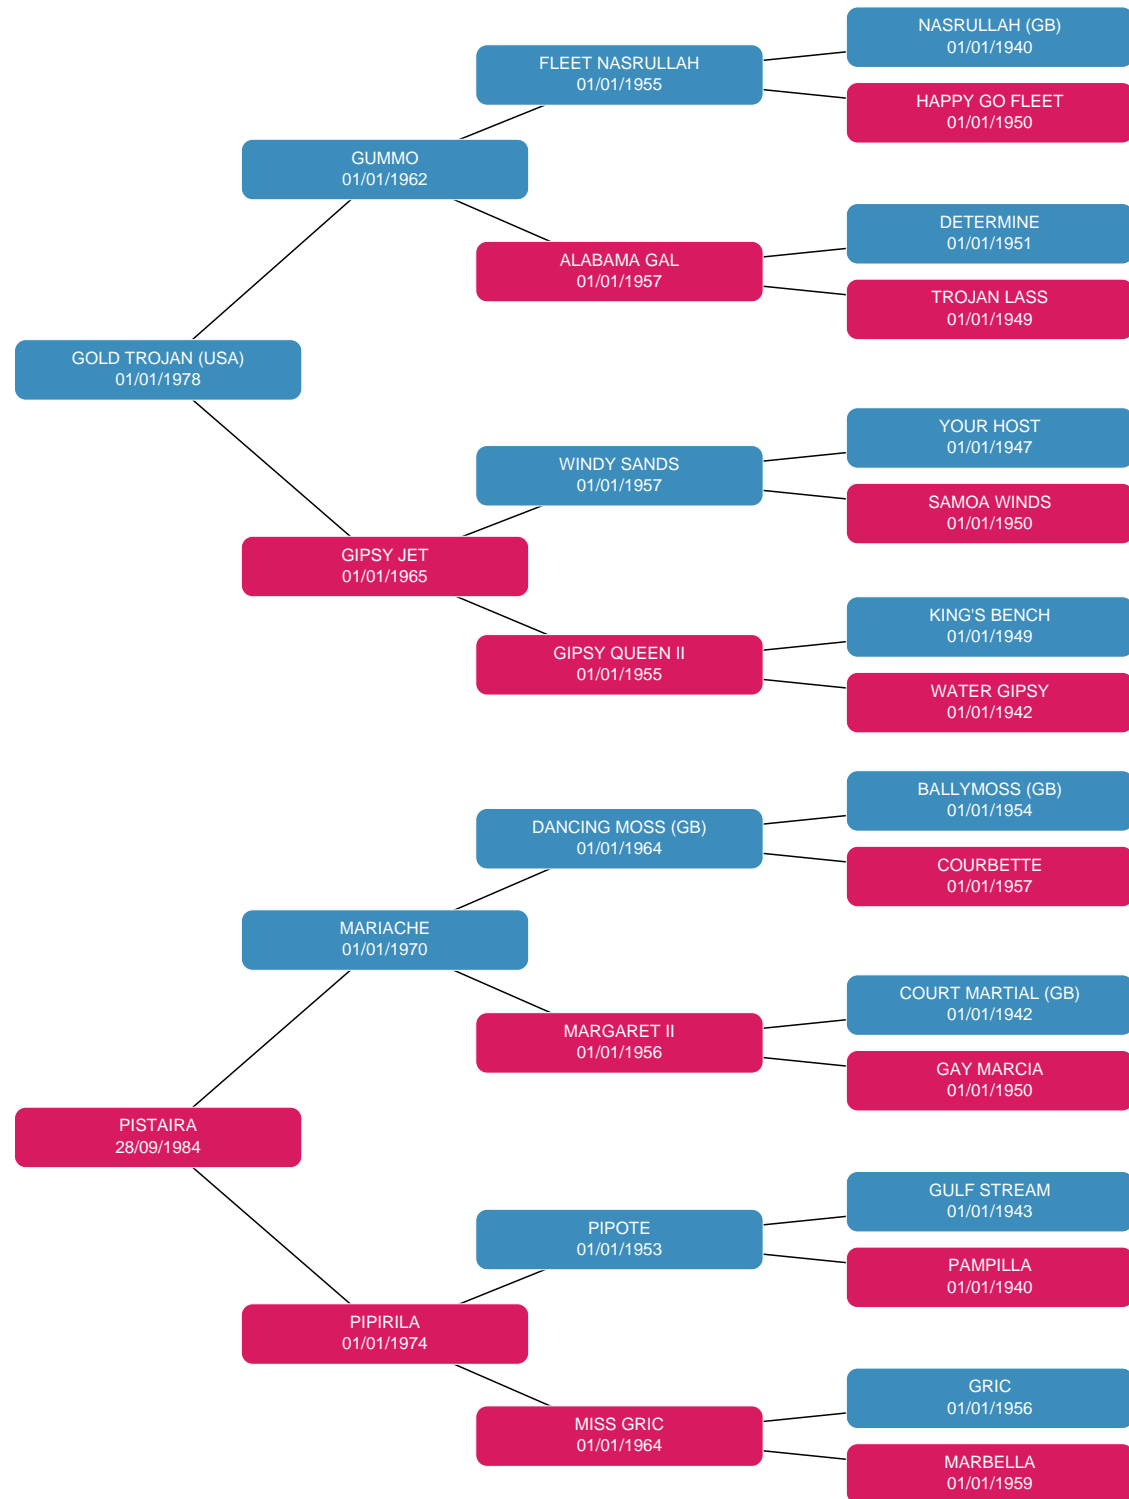 NASRULLAH (GB)
01/01/1940
FLEET NASRULLAH
01/01/1955
HAPPY GO FLEET
01/01/1950
GUMMO
01/01/1962
DETERMINE
01/01/1951
ALABAMA GAL
01/01/1957
TROJAN LASS
01/01/1949
GOLD TROJAN (USA)
01/01/1978
YOUR HOST
01/01/1947
WINDY SANDS
01/01/1957
SAMOA WINDS
01/01/1950
GIPSY JET
01/01/1965
KING'S BENCH
01/01/1949
GIPSY QUEEN II
01/01/1955
WATER GIPSY
01/01/1942
BALLYMOSS (GB)
01/01/1954
DANCING MOSS (GB)
01/01/1964
COURBETTE
01/01/1957
MARIACHE
01/01/1970
COURT MARTIAL (GB)
01/01/1942
MARGARET II
01/01/1956
GAY MARCIA
01/01/1950
PISTAIRA
28/09/1984
GULF STREAM
01/01/1943
PIPOTE
01/01/1953
PAMPILLA
01/01/1940
PIPIRILA
01/01/1974
GRIC
01/01/1956
MISS GRIC
01/01/1964
MARBELLA
01/01/1959